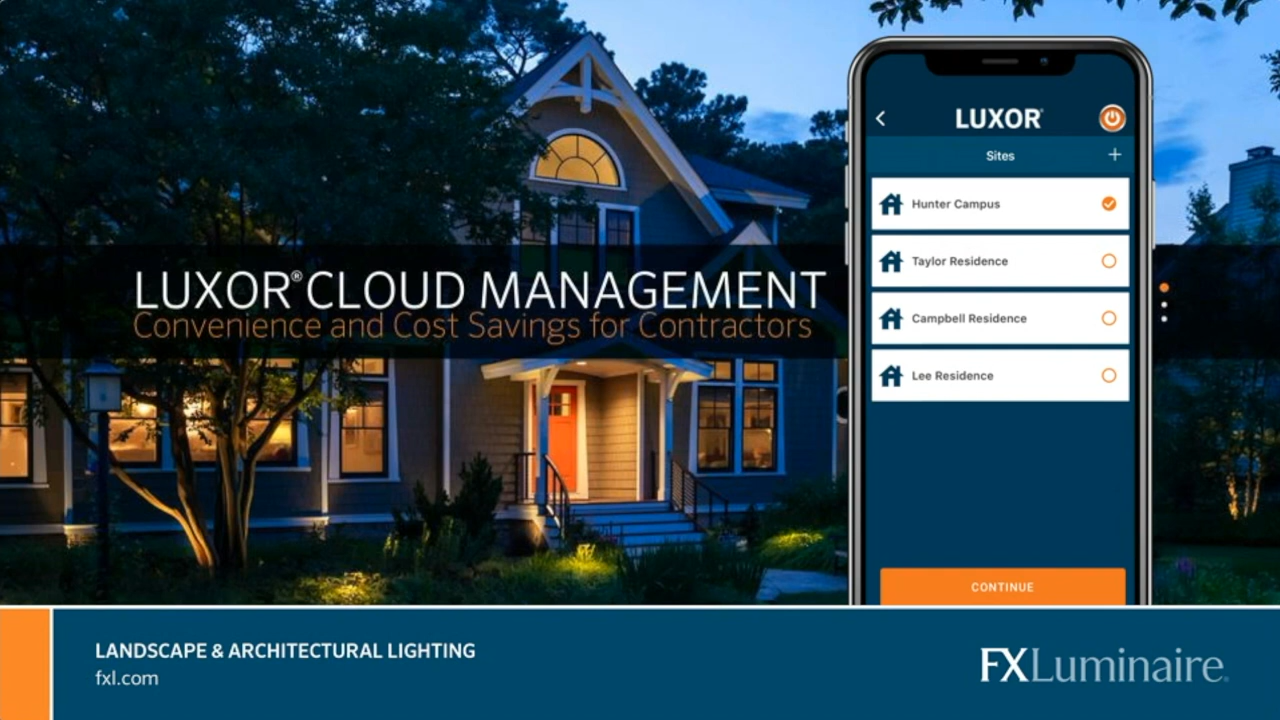 LUXOR® CLOUD MANAGEMENT
Convenience and Cost Savings for Contractors
LUXOR®
Sites
Hunter Campus
Taylor Residence
Campbell Residence
Lee Residence
CONTINUE
LANDSCAPE & ARCHITECTURAL LIGHTING
fxl.com
FXLuminaire®